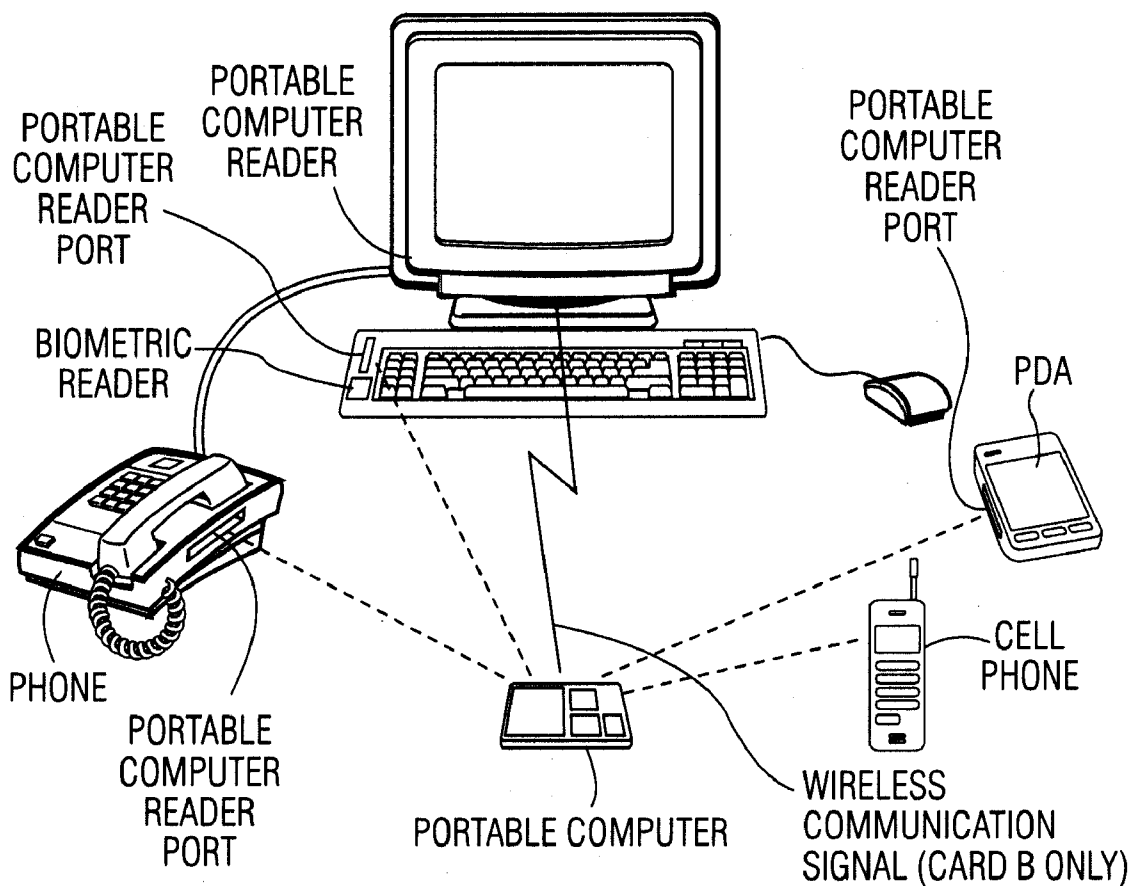 PORTABLE
COMPUTER
READER
PORTABLE
COMPUTER
READER
PORT
PORTABLE
COMPUTER
READER
PORT
BIOMETRIC
READER
PDA
PHONE
CELL
PHONE
PORTABLE
COMPUTER
READER
PORT
PORTABLE COMPUTER
WIRELESS
COMMUNICATION
SIGNAL (CARD B ONLY)